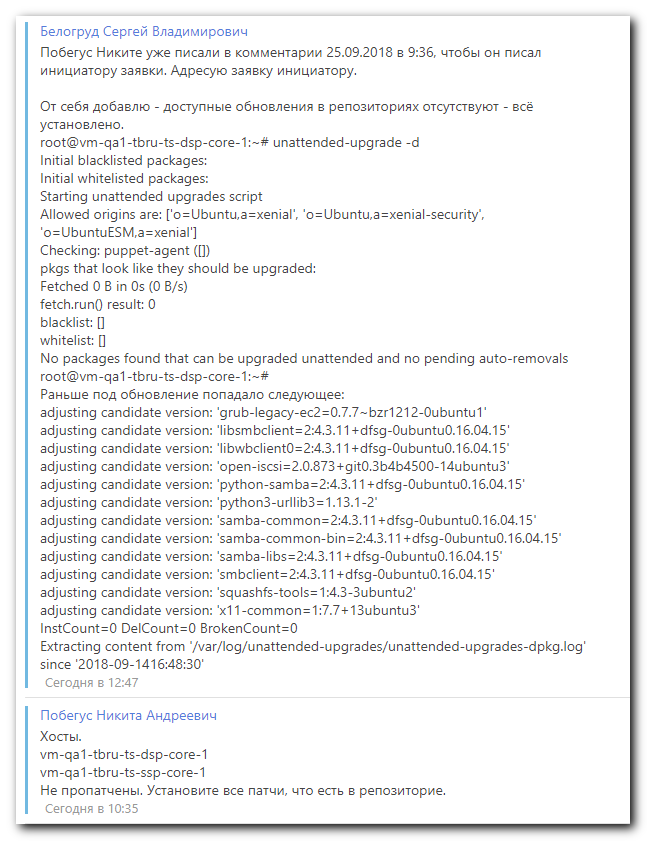 Белогруд Сергей Владимирович
Побегус Никите уже писали в комментарии 25.09.2018 в 9:36, чтобы он писал
инициатору заявки. Адресую заявку инициатору.
От себя добавлю - доступные обновления в репозиториях отсутствуют - всё
установлено.
root@vm-qa1-tbru-ts-dsp-core-1:~# unattended-upgrade -d
Initial blacklisted packages:
Initial whitelisted packages:
Starting unattended upgrades script
Allowed origins are: ['o=Ubuntu,a=xenial', 'o=Ubuntu,a=xenial-security',
'o=UbuntuESM,a=xenial']
Checking: puppet-agent ([])
pkgs that look like they should be upgraded:
Fetched 0 B in 0s (0 B/s)
fetch.run() result: 0
blacklist: []
whitelist: []
No packages found that can be upgraded unattended and no pending auto-removals
root@vm-qa1-tbru-ts-dsp-core-1:~#
Раньше под обновление попадало следующее:
adjusting candidate version: 'grub-legacy-ec2=0.7.7~bzr1212-0ubuntu1'
adjusting candidate version: 'libsmbclient=2:4.3.11+dfsg-0ubuntu0.16.04.15'
adjusting candidate version: 'libwbclient0=2:4.3.11+dfsg-0ubuntu0.16.04.15'
adjusting candidate version: 'open-iscsi=2.0.873+git0.3b4b4500-14ubuntu3'
adjusting candidate version: 'python-samba=2:4.3.11+dfsg-0ubuntu0.16.04.15'
adjusting candidate version: 'python3-urllib3=1.13.1-2'
adjusting candidate version: 'samba-common=2:4.3.11+dfsg-0ubuntu0.16.04.15'
adjusting candidate version: 'samba-common-bin=2:4.3.11+dfsg-0ubuntu0.16.04.15'
adjusting candidate version: 'samba-libs=2:4.3.11+dfsg-0ubuntu0.16.04.15'
adjusting candidate version: 'smbclient=2:4.3.11+dfsg-0ubuntu0.16.04.15'
adjusting candidate version: 'squashfs-tools=1:4.3-3ubuntu2'
adjusting candidate version: 'x11-common=1:7.7+13ubuntu3'
InstCount=0 DelCount=0 BrokenCount=0
Extracting content from '/var/log/unattended-upgrades/unattended-upgrades-dpkg.log'
since '2018-09-1416:48:30'
Сегодня в 12:47
Побегус Никита Андреевич
Хосты.
vm-qa1-tbru-ts-dsp-core-1
vm-qa1-tbru-ts-ssp-core-1
Не пропатчены. Установите все патчи, что есть в репозиторие.
Сегодня в 10:35